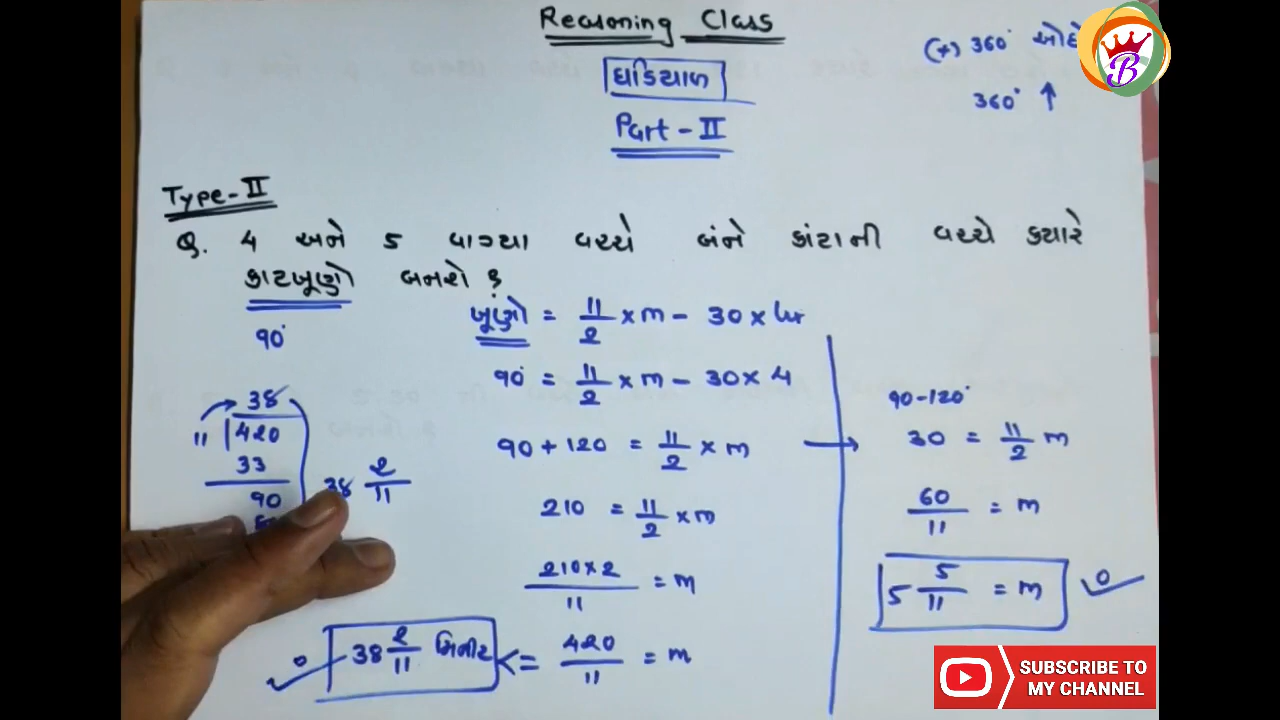 Reasoning Class
ઘડિયાળ
Part-II
(+) 360° ઓછે
360° ↑
B
Type-II
Q. 4 અને 5 વાગ્યા વચ્ચે બંને કાંટાની વચ્ચે ક્યારે
કાટખૂણો બનશે ?
90°
ખૂણો = 11/2 × m - 30 × hr
90° = 11/2 × m - 30 × 4
90 + 120 = 11/2 × m
210 = 11/2 × m
210×2/11 = m
38 2/11 મિનીટ <= 420/11 = m
38
11 420
33
90
38 2/11
90-120°
30 = 11/2 m
60/11 = m
5 5/11 = m
SUBSCRIBE TO
MY CHANNEL